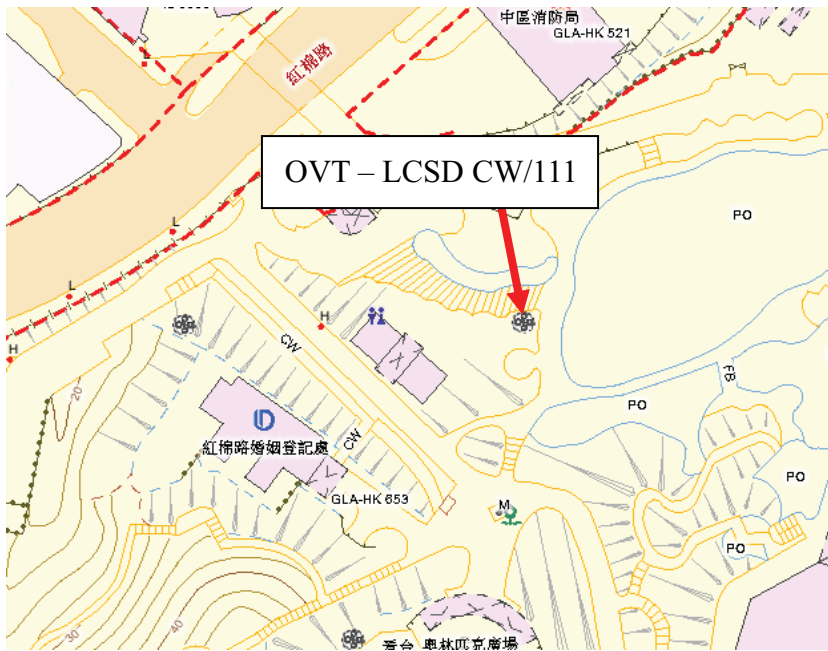 中區消防局
GLA-HK 521
紅棉路
L
OVT – LCSD CW/111
PO
L
L
H
H
CW
20
FB
PO
紅棉路婚姻登記處
CW
GLA-HK 653
M
PO
PO
30
40
看台 奧林匹克廣場